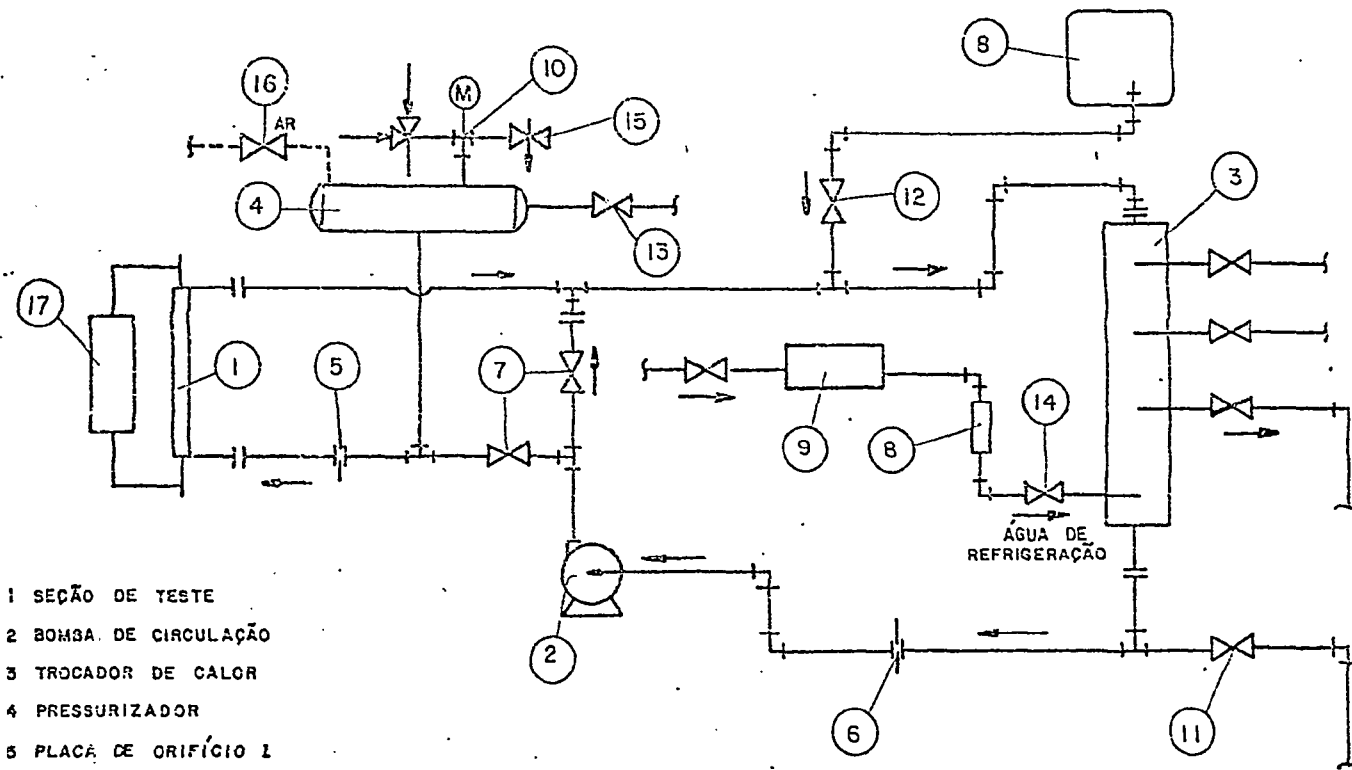 8
16
10
AR
M
15
4
12
3
13
17
1
5
7
9
8
14
ÁGUA DE
REFRIGERAÇÃO
2
6
11
1 SEÇÃO DE TESTE
2 BOMBA DE CIRCULAÇÃO
3 TROCADOR DE CALOR
4 PRESSURIZADOR
5 PLACA DE ORIFÍCIO 1